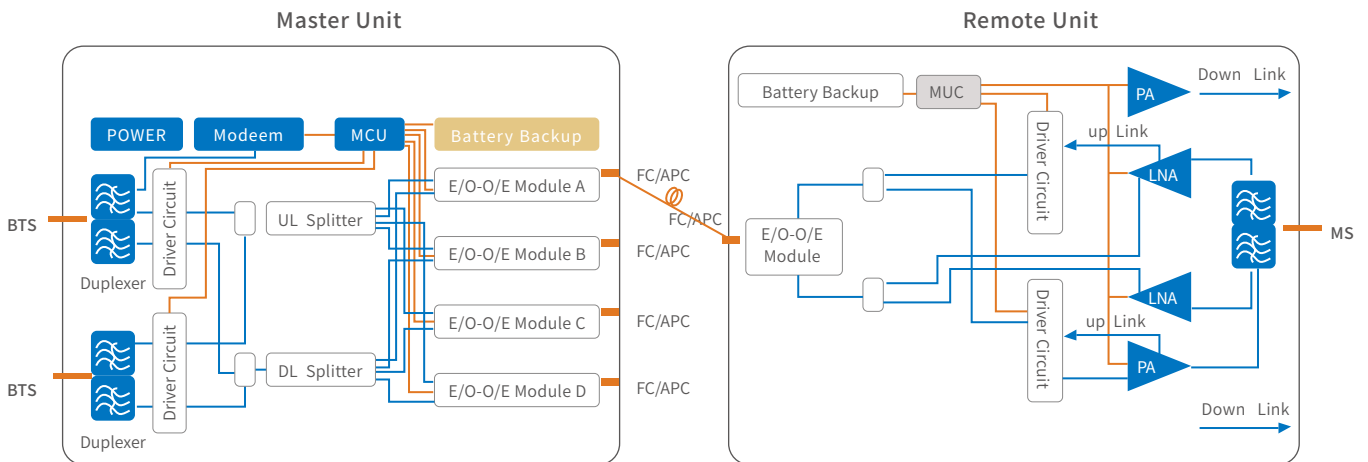 Master Unit
Remote Unit
POWER
Modeem
MCU
Battery Backup
BTS
Duplexer
Driver Circuit
UL Splitter
E/O-O/E Module A
E/O-O/E Module B
E/O-O/E Module C
E/O-O/E Module D
BTS
Duplexer
Driver Circuit
DL Splitter
FC/APC
FC/APC
FC/APC
FC/APC
FC/APC
Battery Backup
MUC
PA
Down Link
Driver Circuit
up Link
LNA
E/O-O/E
Module
MS
LNA
Driver Circuit
up Link
PA
Down Link